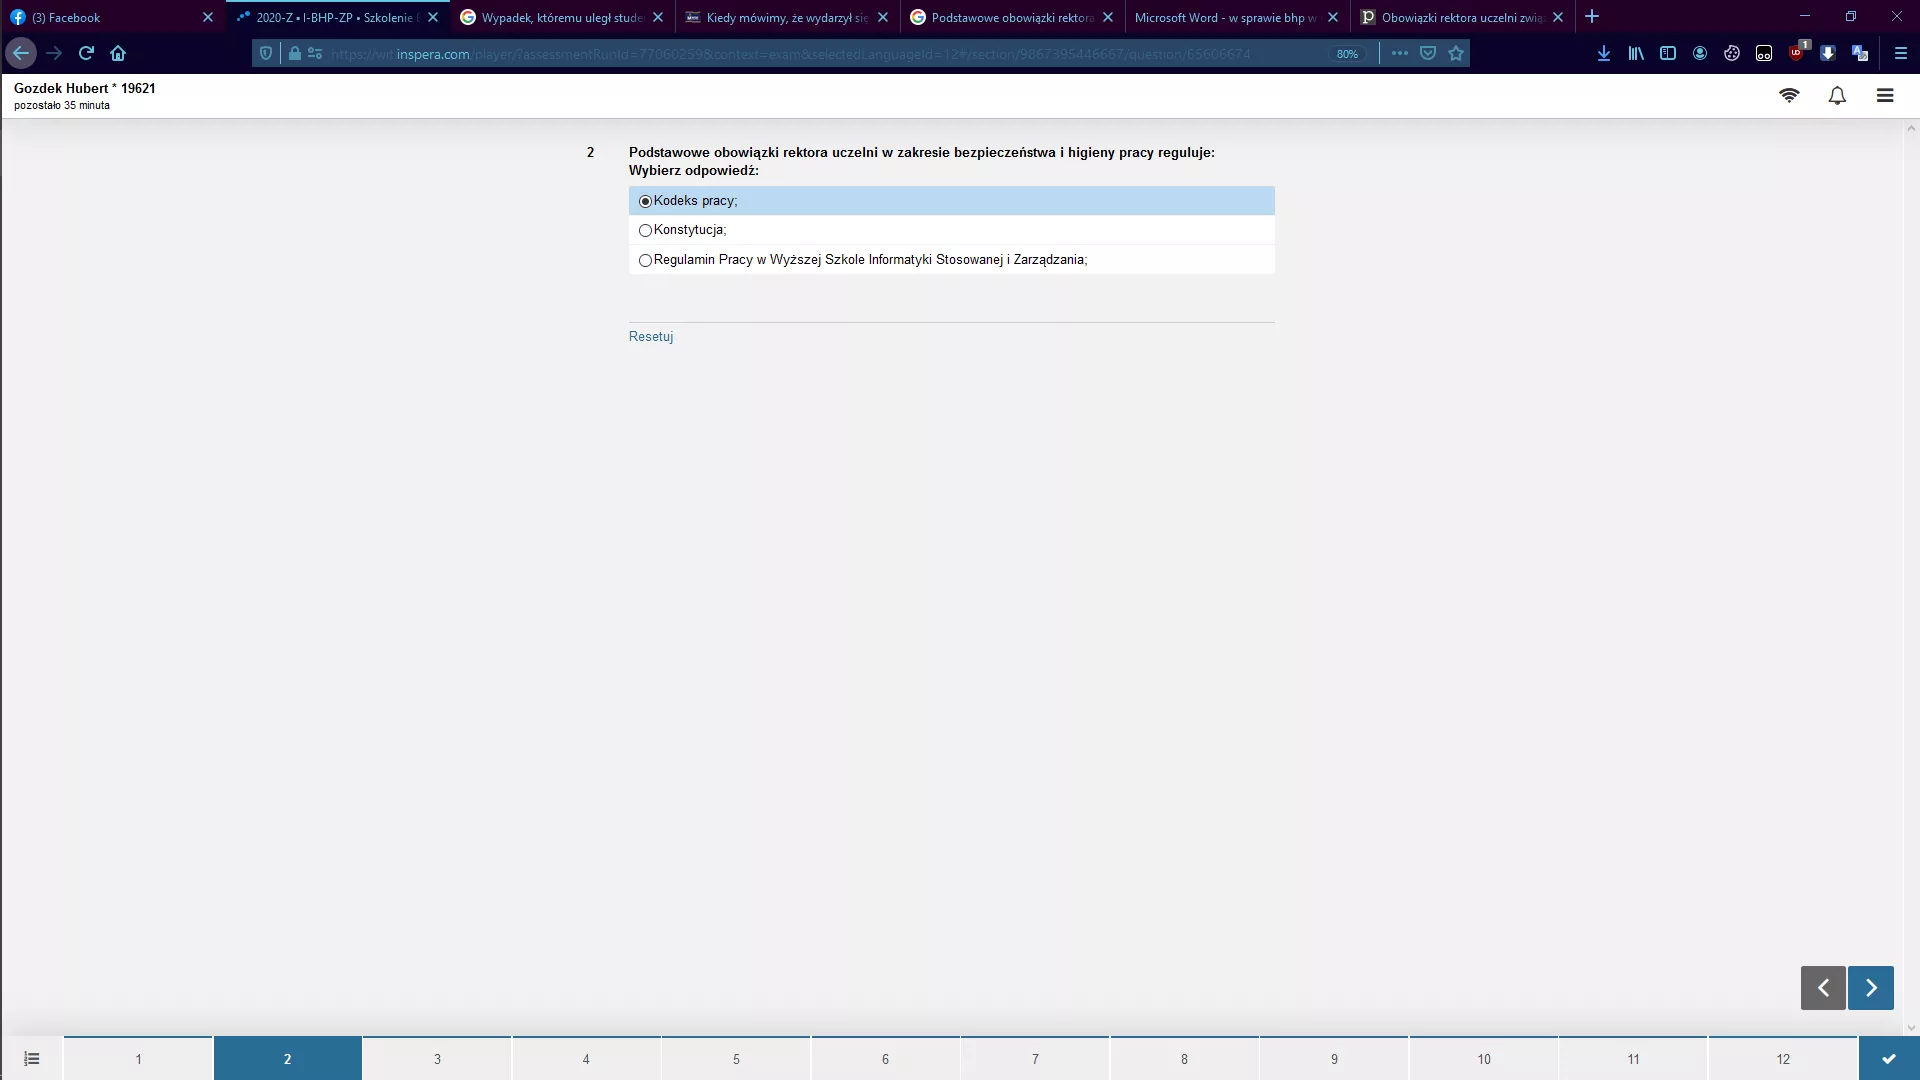 (3) Facebook
2020-Z • I-BHP-ZP • Szkolenie
Wypadek, któremu uległ stude
Kiedy mówimy, że wydarzył się
Podstawowe obowiązki rektora
Microsoft Word - w sprawie bhp w
Obowiązki rektora uczelni zwią
https://wit.inspera.com/player/?assessmentRunId=77060259&context=exam&selectedLanguageId=12#/section/9867395446667/question/65606674
80%
1
Gozdek Hubert * 19621
pozostało 35 minuta
2 Podstawowe obowiązki rektora uczelni w zakresie bezpieczeństwa i higieny pracy reguluje:
Wybierz odpowiedź:
Kodeks pracy;
Konstytucja;
Regulamin Pracy w Wyższej Szkole Informatyki Stosowanej i Zarządzania;
Resetuj
1 2 3 4 5 6 7 8 9 10 11 12